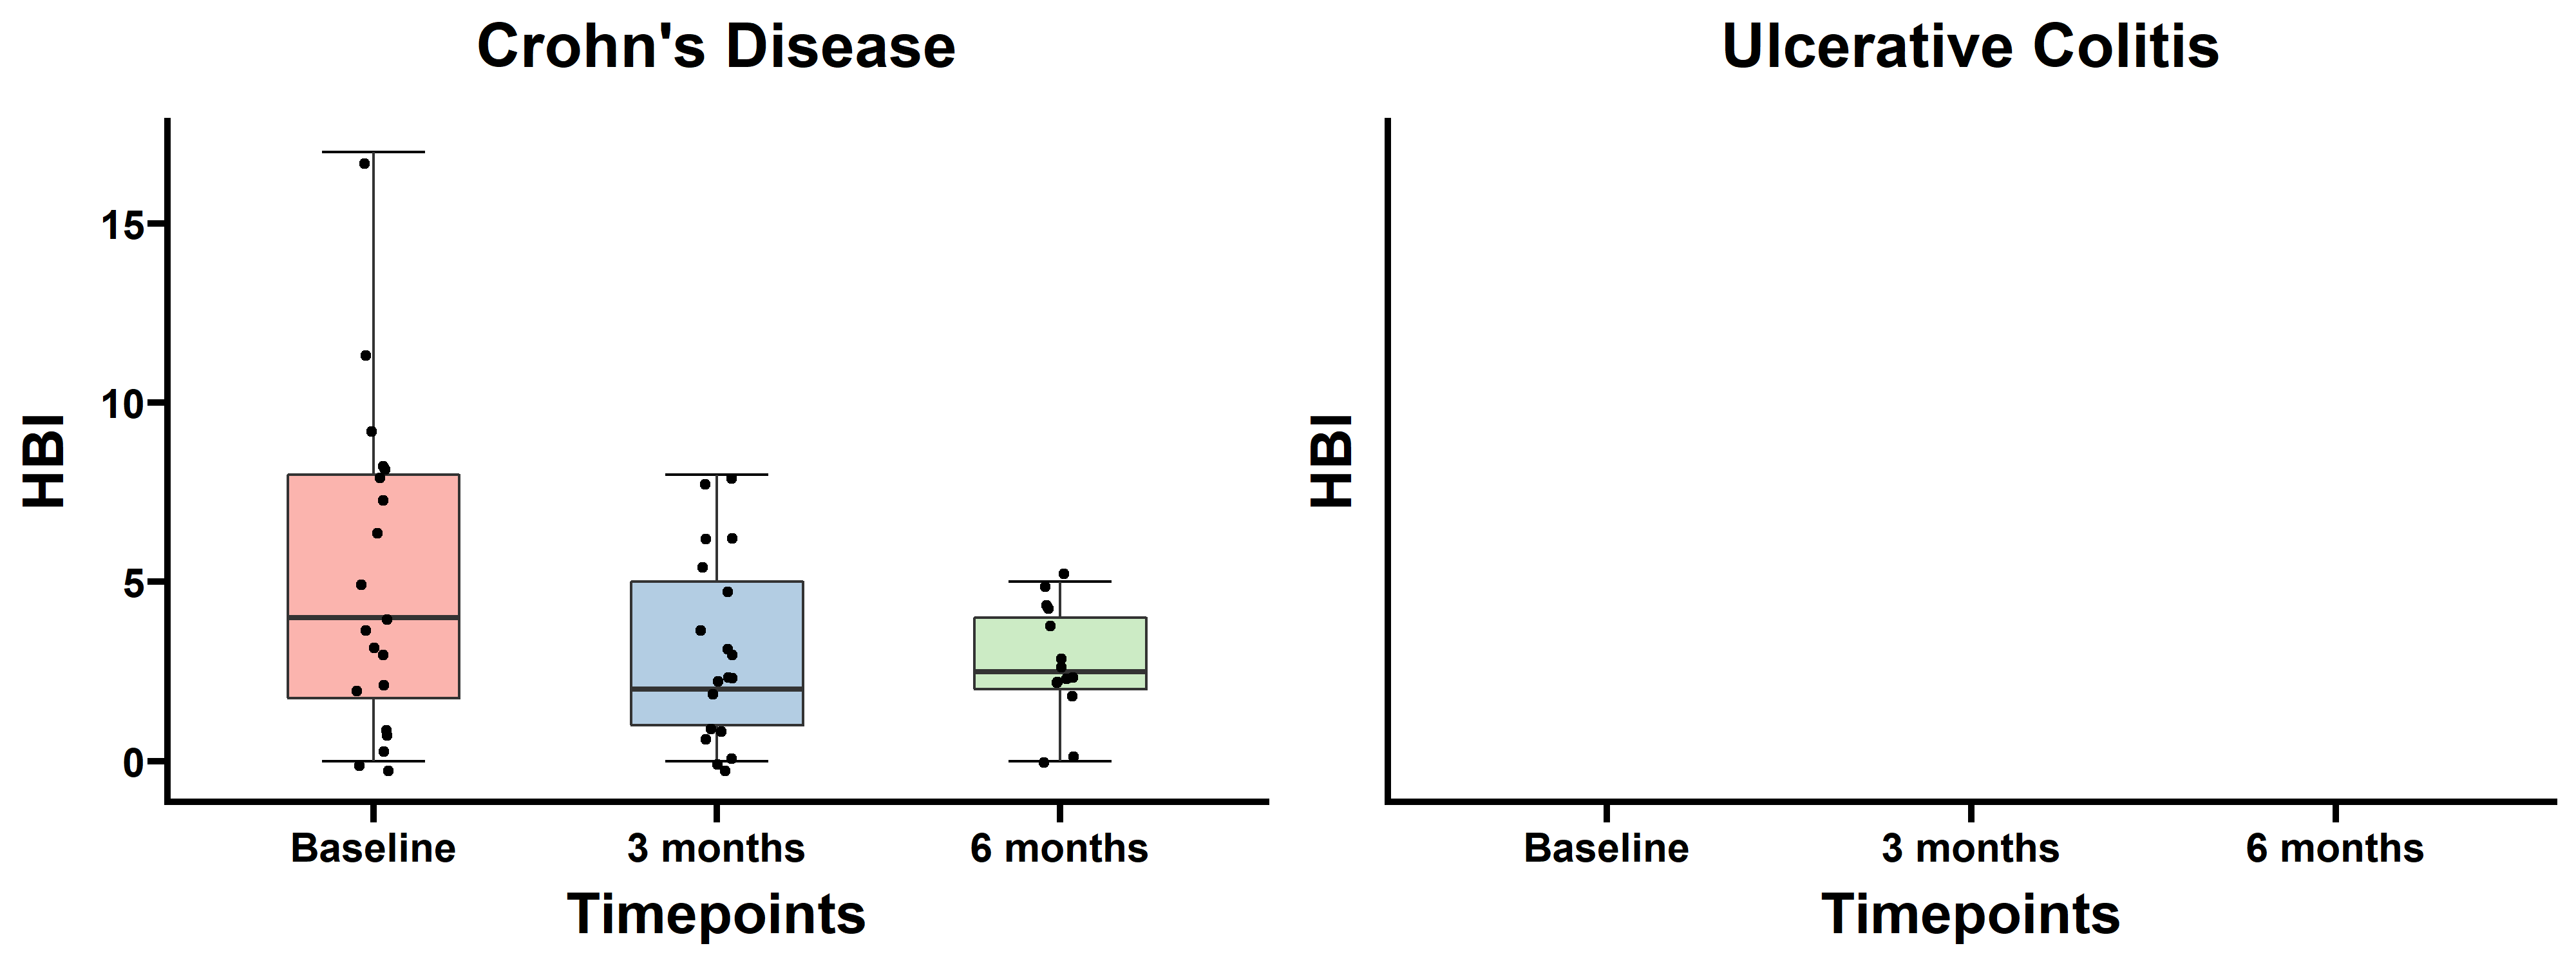 Crohn's Disease
HBI
15
10
5
0
Baseline 3 months 6 months
Timepoints
Ulcerative Colitis
HBI
Baseline 3 months 6 months
Timepoints